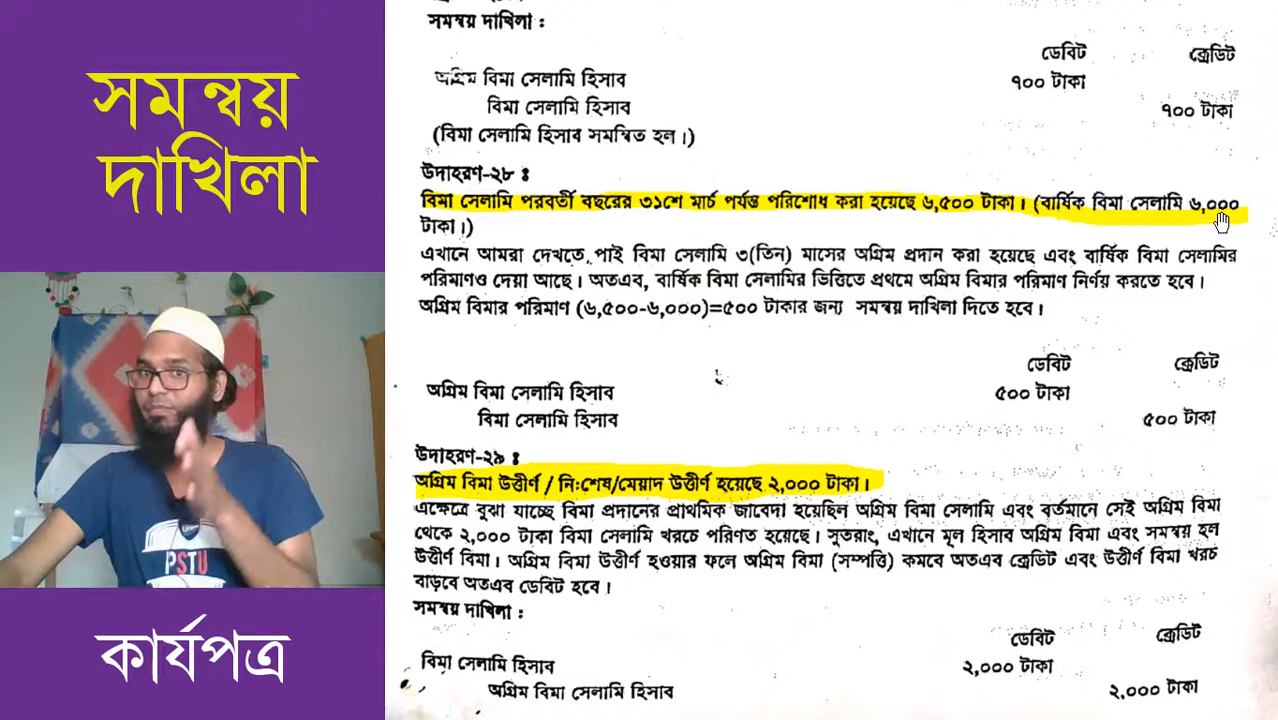 সমন্বয়
দাখিলা
কার্যপত্র
PSTU
সমন্বয় দাখিলা :
ডেবিট ক্রেডিট
অগ্রিম বিমা সেলামি হিসাব ৭০০ টাকা
বিমা সেলামি হিসাব ৭০০ টাকা
(বিমা সেলামি হিসাব সমন্বিত হল।)
উদাহরণ-২৮ :
বিমা সেলামি পরবর্তী বছরের ৩১শে মার্চ পর্যন্ত পরিশোধ করা হয়েছে ৬,৫০০ টাকা। (বার্ষিক বিমা সেলামি ৬,০০০
টাকা।)
এখানে আমরা দেখতে পাই বিমা সেলামি ৩(তিন) মাসের অগ্রিম প্রদান করা হয়েছে এবং বার্ষিক বিমা সেলামির
পরিমাণও দেয়া আছে। অতএব, বার্ষিক বিমা সেলামির ভিত্তিতে প্রথমে অগ্রিম বিমার পরিমাণ নির্ণয় করতে হবে।
অগ্রিম বিমার পরিমাণ (৬,৫০০-৬,০০০)=৫০০ টাকার জন্য সমন্বয় দাখিলা দিতে হবে।
ডেবিট ক্রেডিট
অগ্রিম বিমা সেলামি হিসাব ৫০০ টাকা
বিমা সেলামি হিসাব ৫০০ টাকা
উদাহরণ-২৯ :
অগ্রিম বিমা উত্তীর্ণ / নি:শেষ/মেয়াদ উত্তীর্ণ হয়েছে ২,০০০ টাকা।
এক্ষেত্রে বুঝা যাচ্ছে বিমা প্রদানের প্রাথমিক জাবেদা হয়েছিল অগ্রিম বিমা সেলামি এবং বর্তমানে সেই অগ্রিম বিমা
থেকে ২,০০০ টাকা বিমা সেলামি খরচে পরিণত হয়েছে। সুতরাং, এখানে মূল হিসাব অগ্রিম বিমা এবং সমন্বয় হল
উত্তীর্ণ বিমা। অগ্রিম বিমা উত্তীর্ণ হওয়ার ফলে অগ্রিম বিমা (সম্পত্তি) কমবে অতএব ক্রেডিট এবং উত্তীর্ণ বিমা খরচ
বাড়বে অতএব ডেবিট হবে।
সমন্বয় দাখিলা :
ডেবিট ক্রেডিট
বিমা সেলামি হিসাব ২,০০০ টাকা
অগ্রিম বিমা সেলামি হিসাব ২,০০০ টাকা